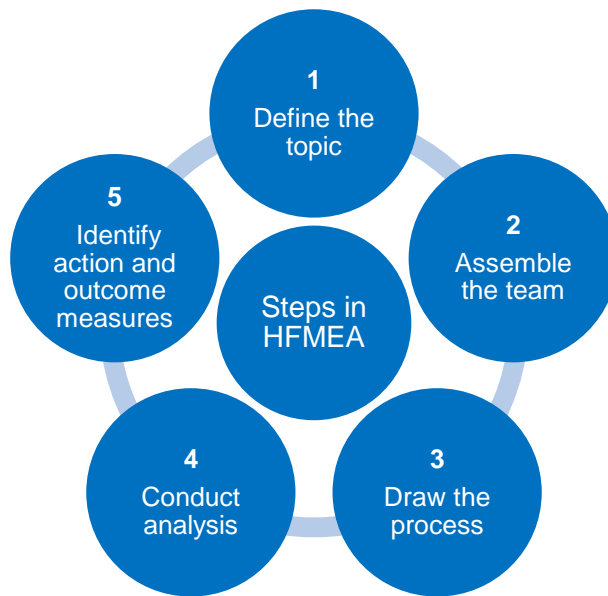 1
Define the
topic
2
Assemble
the team
3
Draw the
process
4
Conduct
analysis
5
Identify
action and
outcome
measures
Steps in
HFMEA